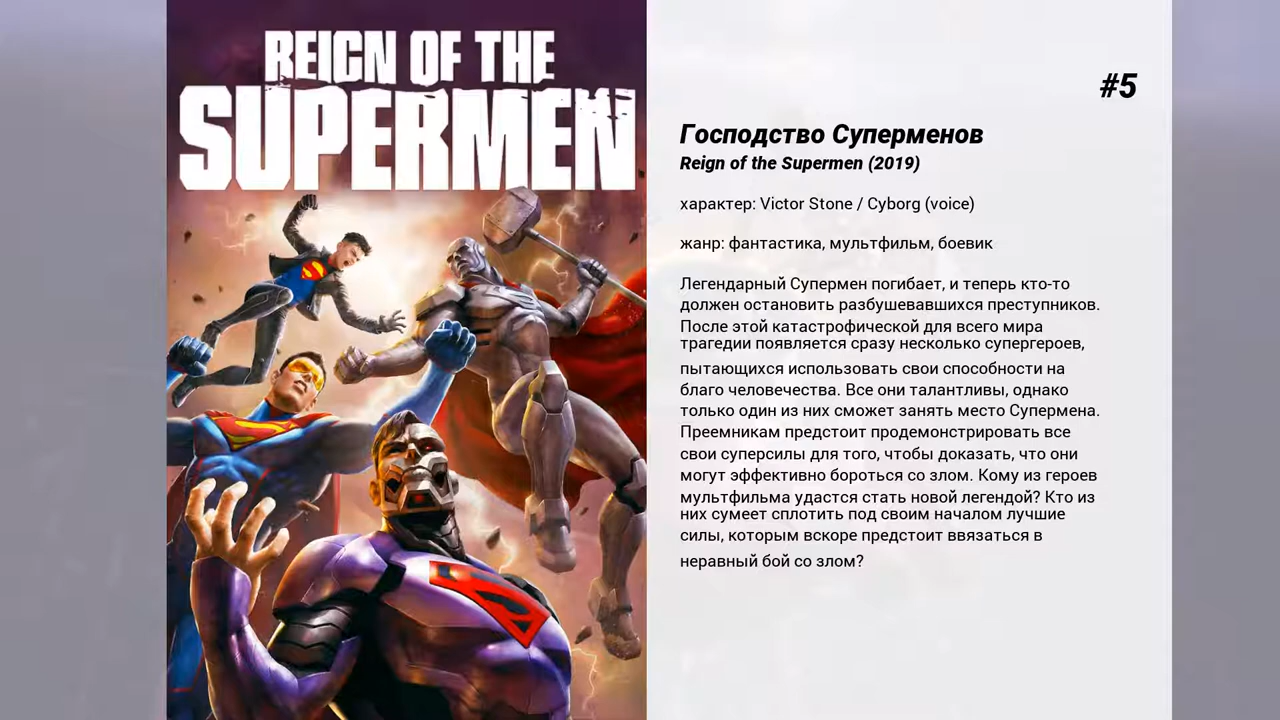 REIGN OF THE
SUPERMEN
#5
Господство Суперменов
Reign of the Supermen (2019)
характер: Victor Stone / Cyborg (voice)
жанр: фантастика, мультфильм, боевик
Легендарный Супермен погибает, и теперь кто-то
должен остановить разбушевавшихся преступников.
После этой катастрофической для всего мира
трагедии появляется сразу несколько супергероев,
пытающихся использовать свои способности на
благо человечества. Все они талантливы, однако
только один из них сможет занять место Супермена.
Преемникам предстоит продемонстрировать все
свои суперсилы для того, чтобы доказать, что они
могут эффективно бороться со злом. Кому из героев
мультфильма удастся стать новой легендой? Кто из
них сумеет сплотить под своим началом лучшие
силы, которым вскоре предстоит ввязаться в
неравный бой со злом?